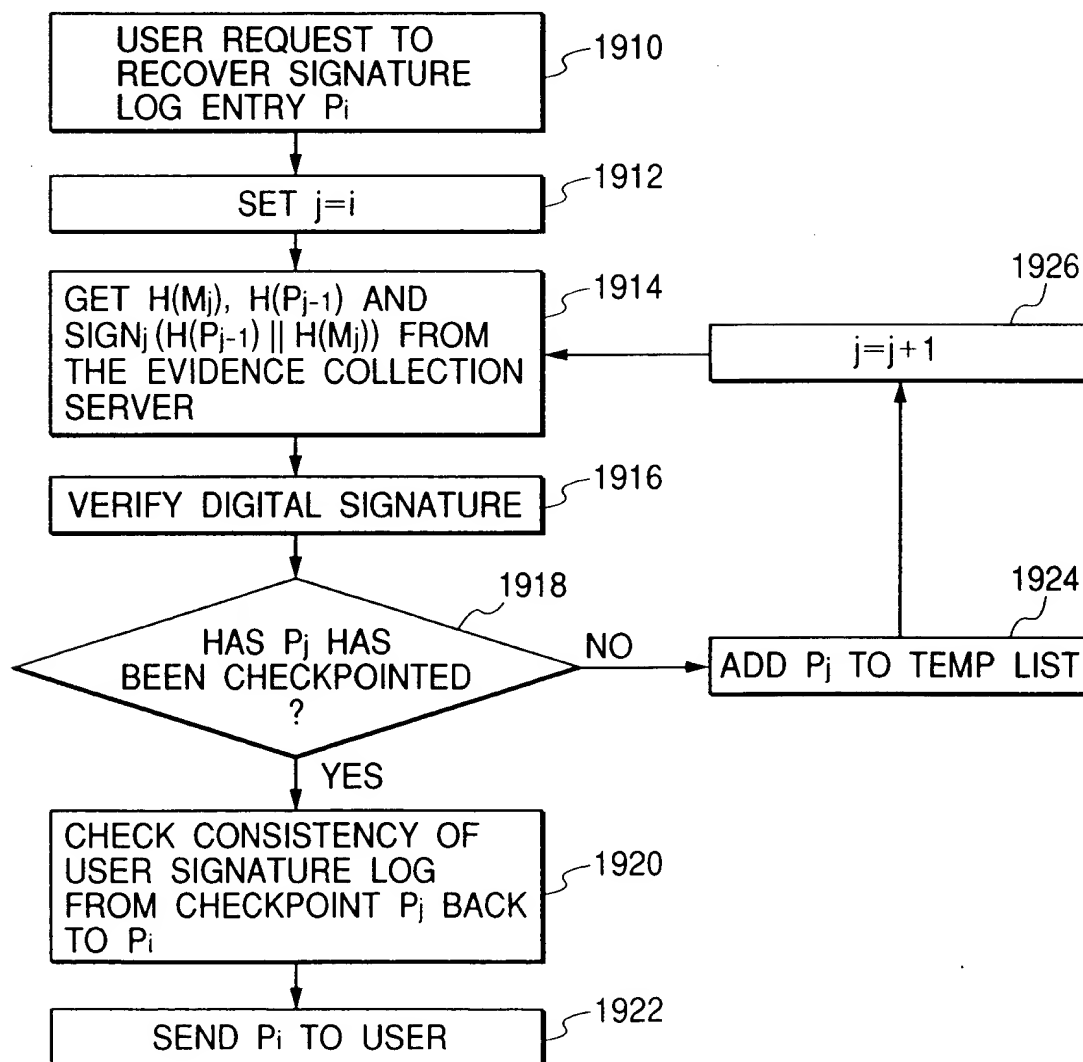 USER REQUEST TO
RECOVER SIGNATURE
LOG ENTRY Pi
1910
SET j=i
1912
GET H(Mj), H(Pj-1) AND
SIGNj (H(Pj-1) || H(Mj)) FROM
THE EVIDENCE COLLECTION
SERVER
1914
VERIFY DIGITAL SIGNATURE
1916
HAS Pj HAS
BEEN CHECKPOINTED
?
1918
NO
ADD Pj TO TEMP LIST
1924
j=j+1
1926
YES
CHECK CONSISTENCY OF
USER SIGNATURE LOG
FROM CHECKPOINT Pj BACK
TO Pi
1920
SEND Pi TO USER
1922